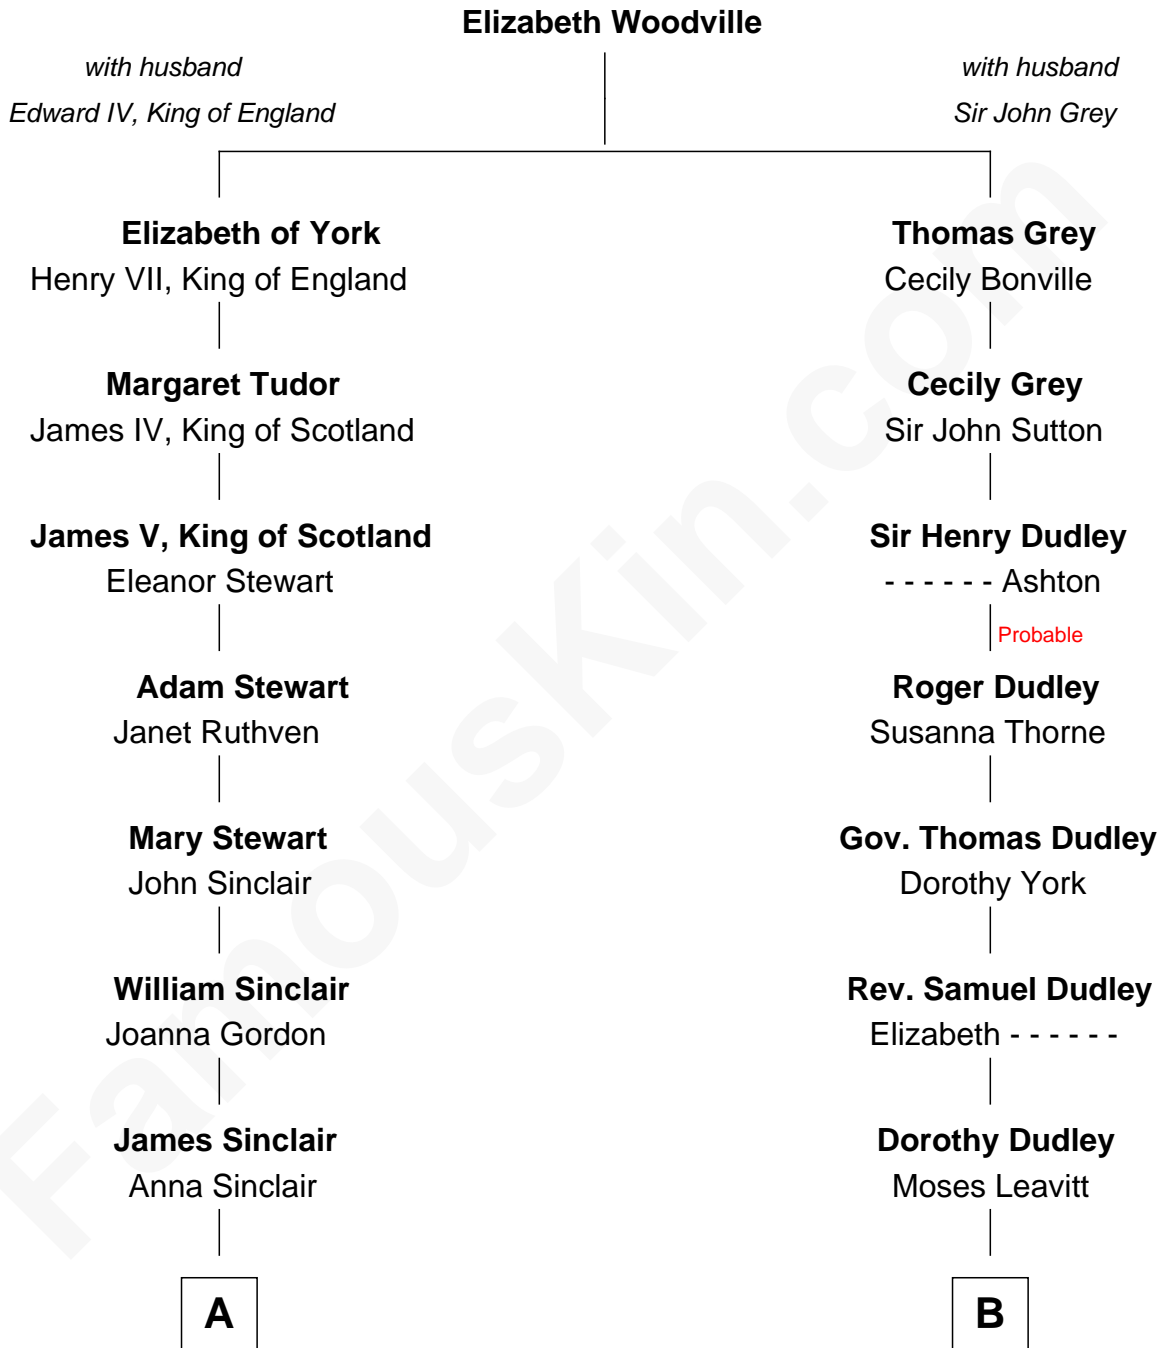 Elizabeth Woodville
with husband
Edward IV, King of England
with husband
Sir John Grey
Elizabeth of York
Henry VII, King of England
Thomas Grey
Cecily Bonville
Margaret Tudor
James IV, King of Scotland
Cecily Grey
Sir John Sutton
James V, King of Scotland
Eleanor Stewart
Sir Henry Dudley
- - - - - - Ashton
Probable
Adam Stewart
Janet Ruthven
Roger Dudley
Susanna Thorne
Mary Stewart
John Sinclair
Gov. Thomas Dudley
Dorothy York
William Sinclair
Joanna Gordon
Rev. Samuel Dudley
Elizabeth - - - - - -
James Sinclair
Anna Sinclair
Dorothy Dudley
Moses Leavitt
A
B
FamousKin.com